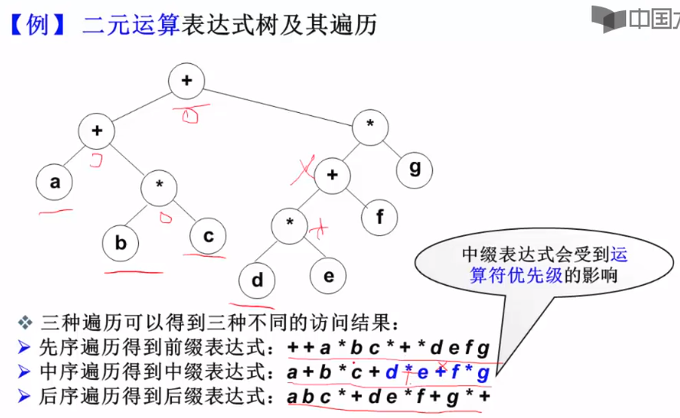 【例】 二元运算表达式树及其遍历
中国
+
+
*
a
*
+
g
b
c
*
f
d
e
中缀表达式会受到运
算符优先级的影响
❖ 三种遍历可以得到三种不同的访问结果：
➤ 先序遍历得到前缀表达式：++a*bc*+*defg
➤ 中序遍历得到中缀表达式：a+b*c+d*e+f*g
➤ 后序遍历得到后缀表达式：abc*+de*f+g*+